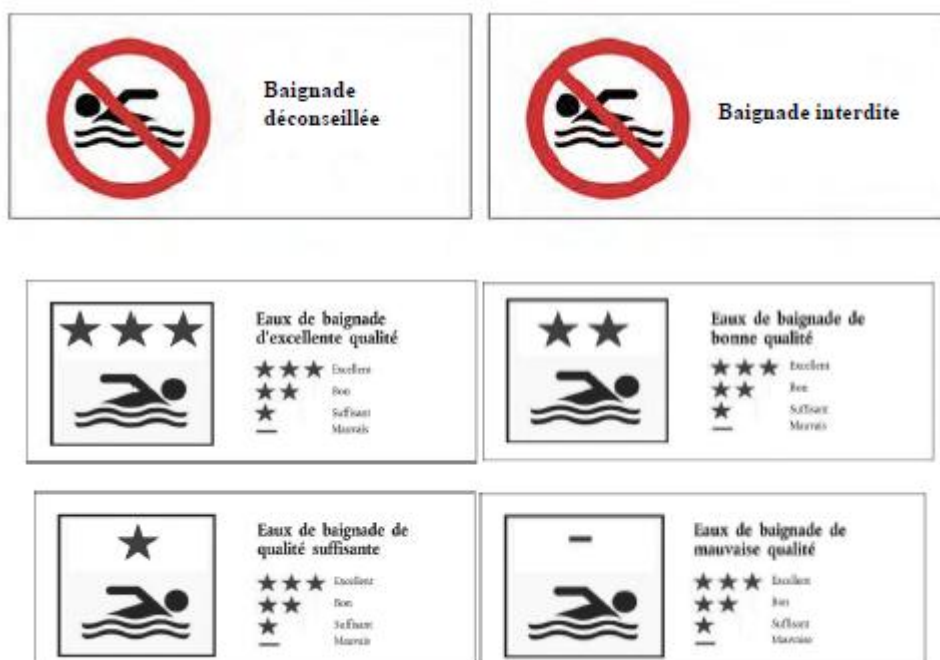 Baignade
déconseillée
Baignade interdite
Eaux de baignade
d'excellente qualité
Excellent
Bon
Suffisant
Mauvais
Eaux de baignade de
bonne qualité
Excellent
Bon
Suffisant
Mauvais
Eaux de baignade de
qualité suffisante
Excellent
Bon
Suffisant
Mauvais
Eaux de baignade de
mauvaise qualité
Excellent
Bon
Suffisant
Mauvaise